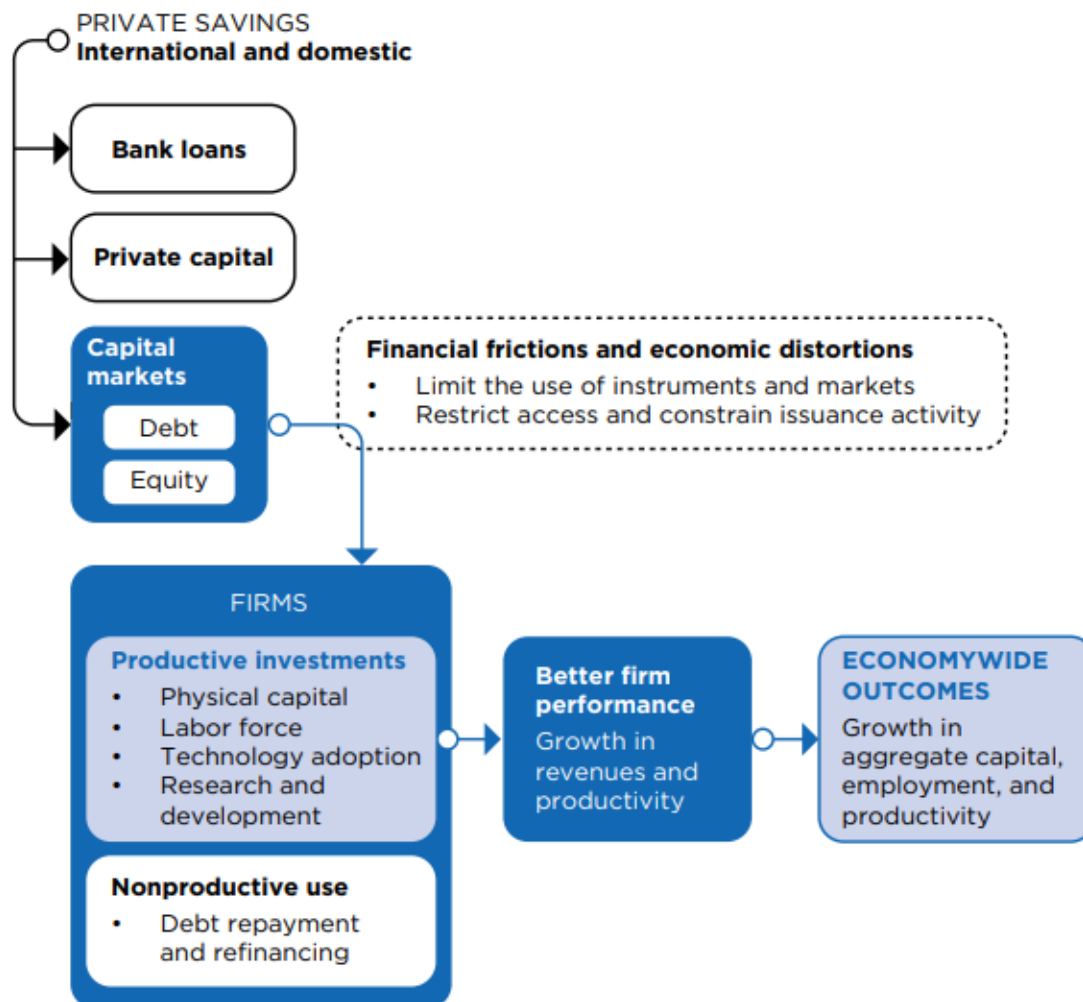 PRIVATE SAVINGS
International and domestic
Bank loans
Private capital
Capital
markets
Debt
Equity
Financial frictions and economic distortions
• Limit the use of instruments and markets
• Restrict access and constrain issuance activity
FIRMS
Productive investments
• Physical capital
• Labor force
• Technology adoption
• Research and
development
Nonproductive use
• Debt repayment
and refinancing
Better firm
performance
Growth in
revenues and
productivity
ECONOMYWIDE
OUTCOMES
Growth in
aggregate capital,
employment, and
productivity